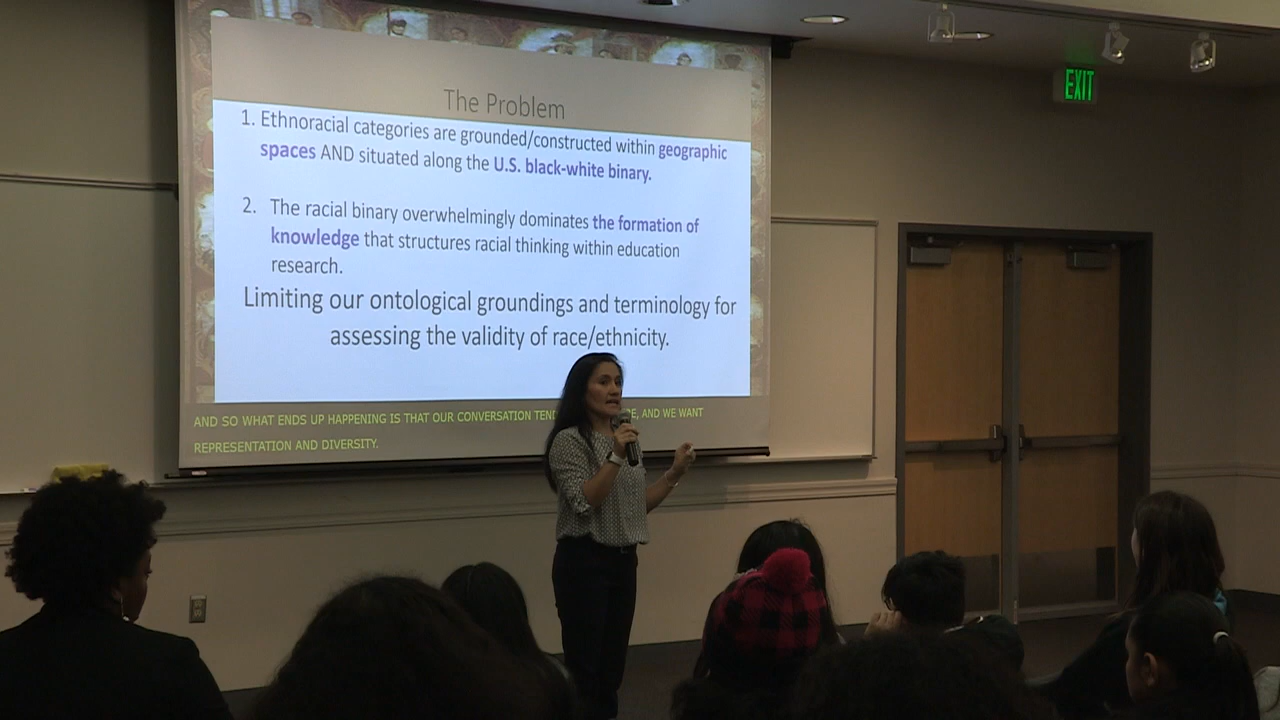 The Problem
1. Ethnoracial categories are grounded/constructed within geographic
spaces AND situated along the U.S. black-white binary.
2. The racial binary overwhelmingly dominates the formation of
knowledge that structures racial thinking within education
research.
Limiting our ontological groundings and terminology for
assessing the validity of race/ethnicity.
AND SO WHAT ENDS UP HAPPENING IS THAT OUR CONVERSATION AND WE WANT
REPRESENTATION AND DIVERSITY.
EXIT